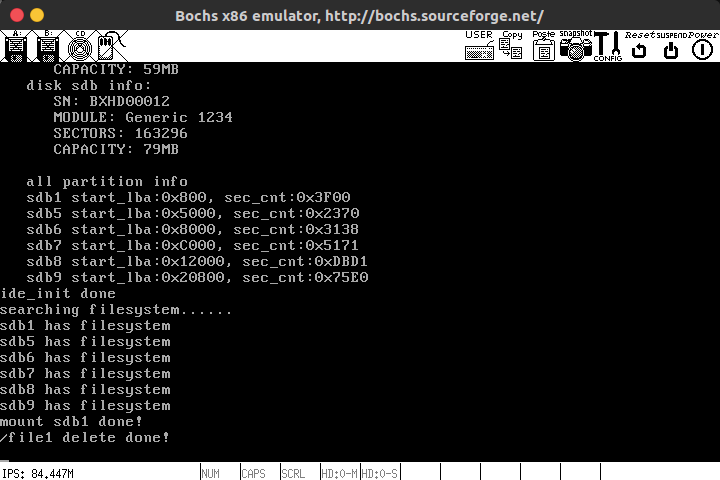 Bochs x86 emulator, http://bochs.sourceforge.net/
A: B: CD USER Copy Paste snapshot CONFIG Reset SUSPEND Power
CAPACITY: 59MB
disk sdb info:
SN: BXHD00012
MODULE: Generic 1234
SECTORS: 163296
CAPACITY: 79MB
all partition info
sdb1 start_lba:0x800, sec_cnt:0x3F00
sdb5 start_lba:0x5000, sec_cnt:0x2370
sdb6 start_lba:0x8000, sec_cnt:0x3138
sdb7 start_lba:0xC000, sec_cnt:0x5171
sdb8 start_lba:0x12000, sec_cnt:0xDBD1
sdb9 start_lba:0x20800, sec_cnt:0x75E0
ide_init done
searching filesystem......
sdb1 has filesystem
sdb5 has filesystem
sdb6 has filesystem
sdb7 has filesystem
sdb8 has filesystem
sdb9 has filesystem
mount sdb1 done!
/file1 delete done!
IPS: 84.447M NUM CAPS SCRL HD:0-M HD:0-S